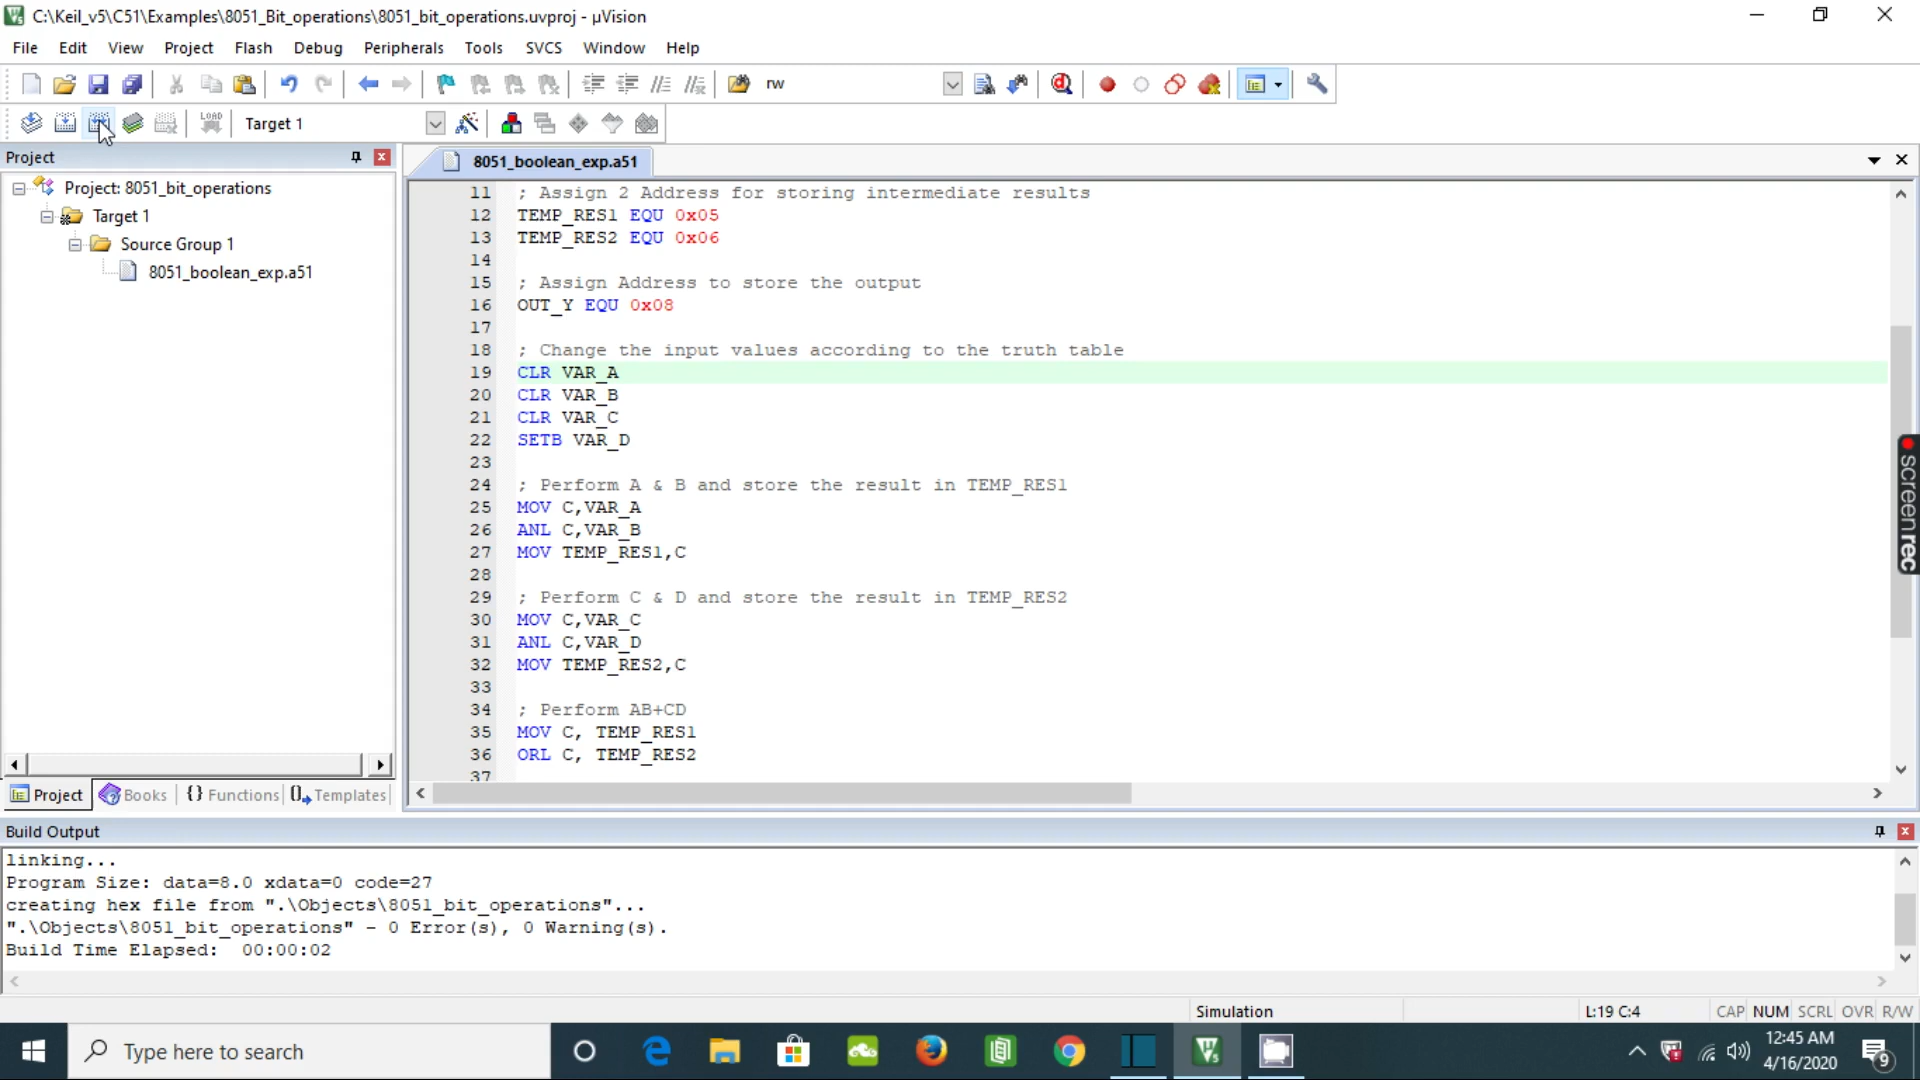 C:\Keil_v5\C51\Examples\8051_Bit_operations\8051_bit_operations.uvproj - µVision
File Edit View Project Flash Debug Peripherals Tools SVCS Window Help
rw
LOAD Target 1
Project
8051_boolean_exp.a51
Project: 8051_bit_operations
Target 1
Source Group 1
8051_boolean_exp.a51
11 ; Assign 2 Address for storing intermediate results
12 TEMP_RES1 EQU 0x05
13 TEMP_RES2 EQU 0x06
14
15 ; Assign Address to store the output
16 OUT_Y EQU 0x08
17
18 ; Change the input values according to the truth table
19 CLR VAR_A
20 CLR VAR_B
21 CLR VAR_C
22 SETB VAR_D
23
24 ; Perform A & B and store the result in TEMP_RES1
25 MOV C,VAR_A
26 ANL C,VAR_B
27 MOV TEMP_RES1,C
28
29 ; Perform C & D and store the result in TEMP_RES2
30 MOV C,VAR_C
31 ANL C,VAR_D
32 MOV TEMP_RES2,C
33
34 ; Perform AB+CD
35 MOV C, TEMP_RES1
36 ORL C, TEMP_RES2
37
screenrec
Project Books {} Functions 0 Templates
Build Output
linking...
Program Size: data=8.0 xdata=0 code=27
creating hex file from ".\Objects\8051_bit_operations"...
".\Objects\8051_bit_operations" - 0 Error(s), 0 Warning(s).
Build Time Elapsed: 00:00:02
Simulation L:19 C:4 CAP NUM SCRL OVR R/W
Type here to search
12:45 AM
4/16/2020
9